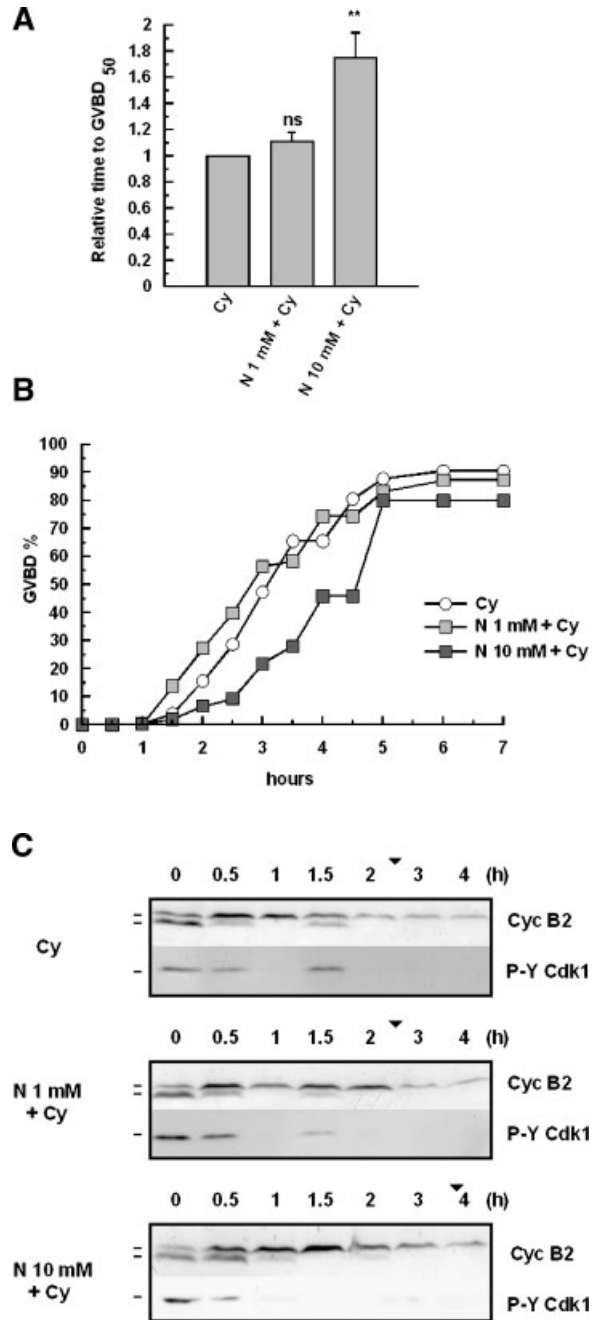 A
**
2
1.8
1.6
1.4
1.2
1
0.8
0.6
0.4
0.2
0
Relative time to GVBD 50
ns
Cy
N 1 mM + Cy
N 10 mM + Cy
B
100
90
80
70
60
50
40
30
20
10
0
GVBD %
Cy
N 1 mM + Cy
N 10 mM + Cy
0 1 2 3 4 5 6 7
hours
C
0 0.5 1 1.5 2 3 4 (h)
Cy
Cyc B2
P-Y Cdk1
0 0.5 1 1.5 2 3 4 (h)
N 1 mM
+ Cy
Cyc B2
P-Y Cdk1
0 0.5 1 1.5 2 3 4 (h)
N 10 mM
+ Cy
Cyc B2
P-Y Cdk1